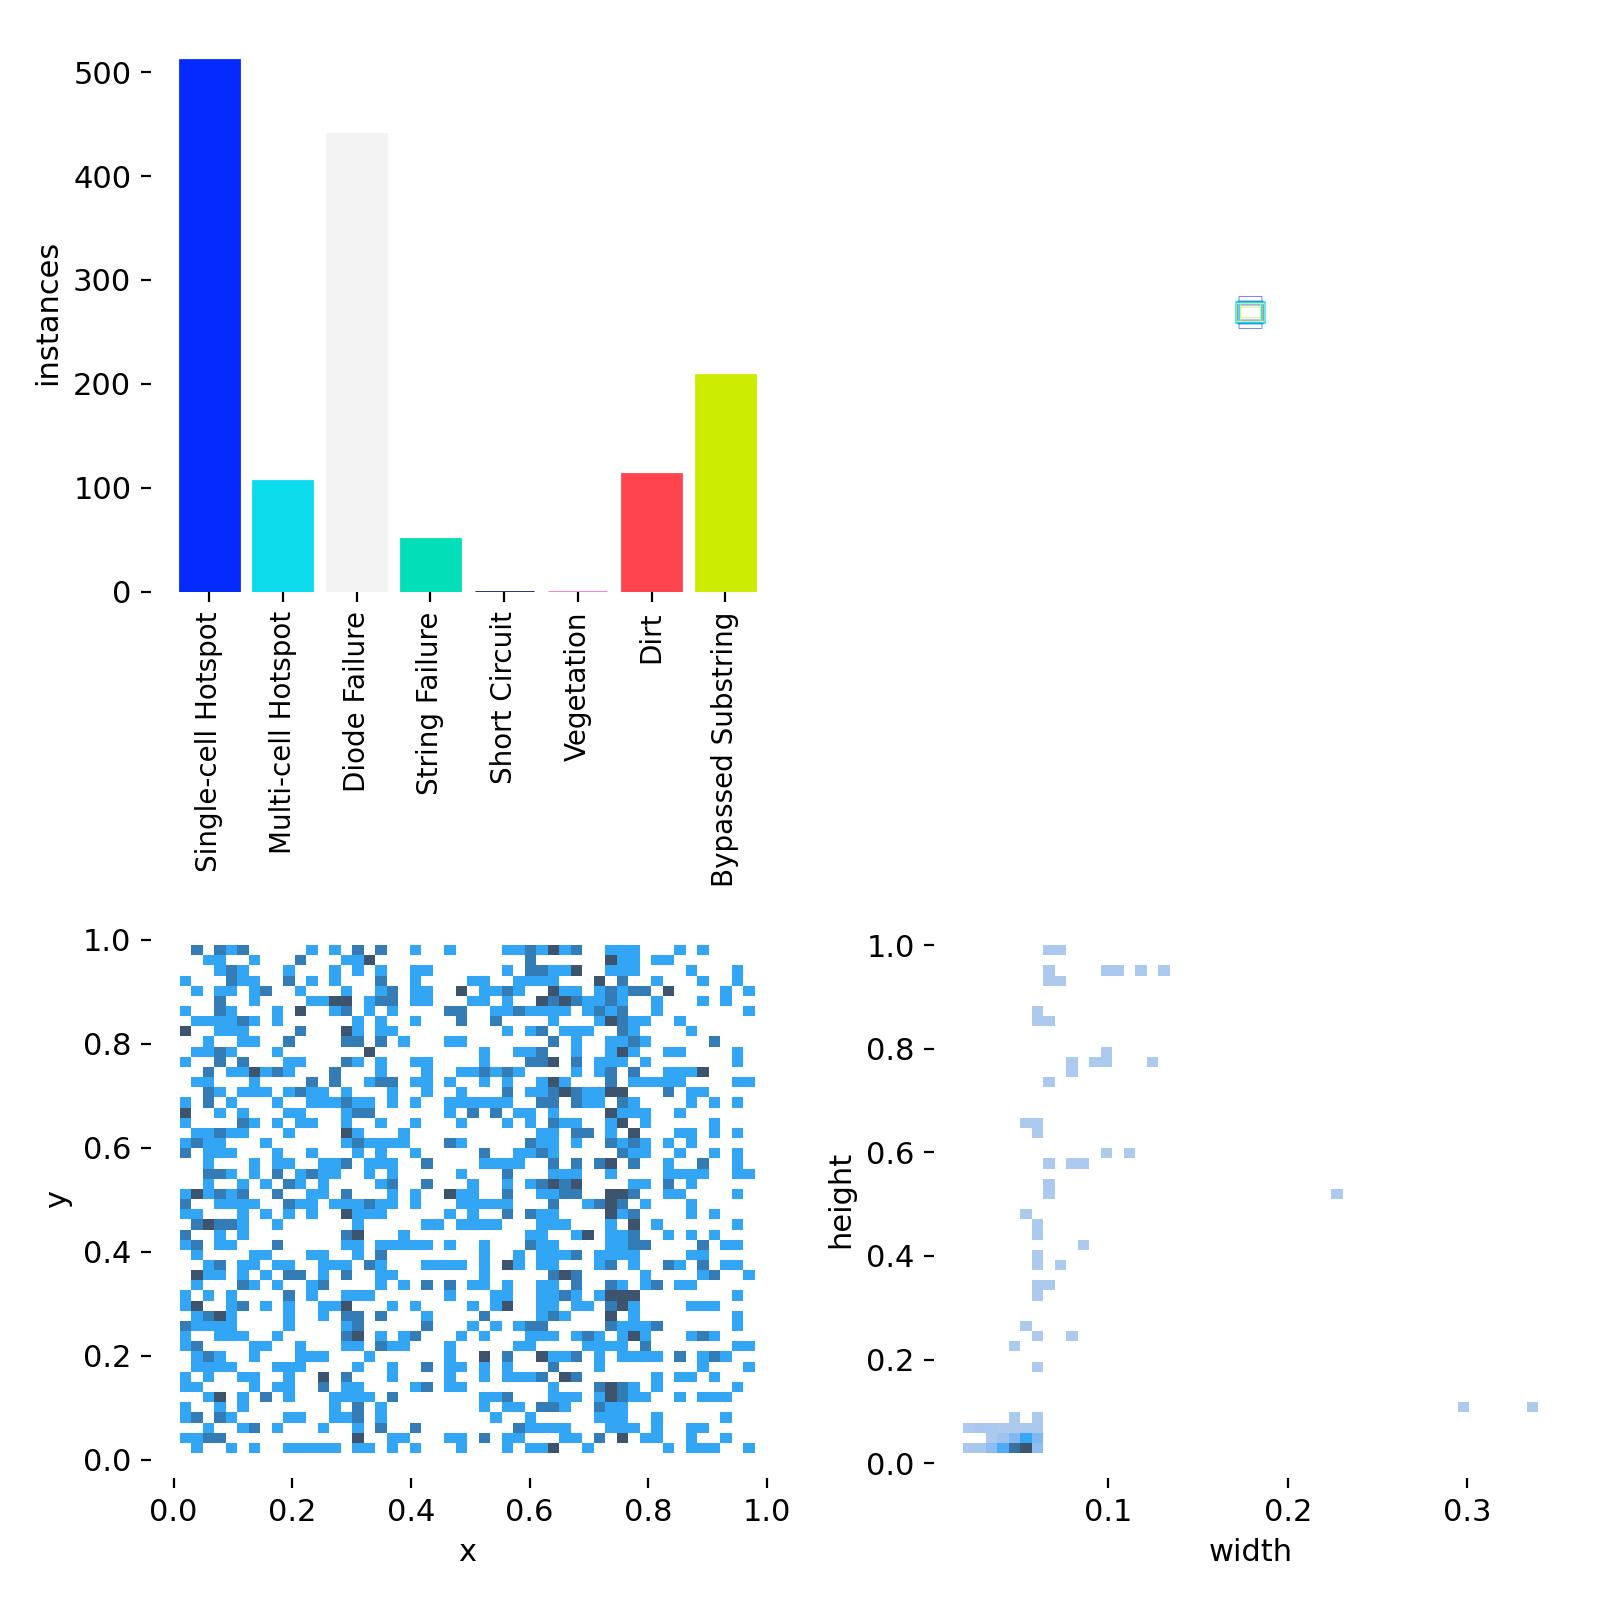 500
400
300
200
100
0
instances
Single-cell Hotspot
Multi-cell Hotspot
Diode Failure
String Failure
Short Circuit
Vegetation
Dirt
Bypassed Substring
1.0
0.8
0.6
0.4
0.2
0.0
y
0.0 0.2 0.4 0.6 0.8 1.0
x
1.0
0.8
0.6
0.4
0.2
0.0
height
0.1 0.2 0.3
width